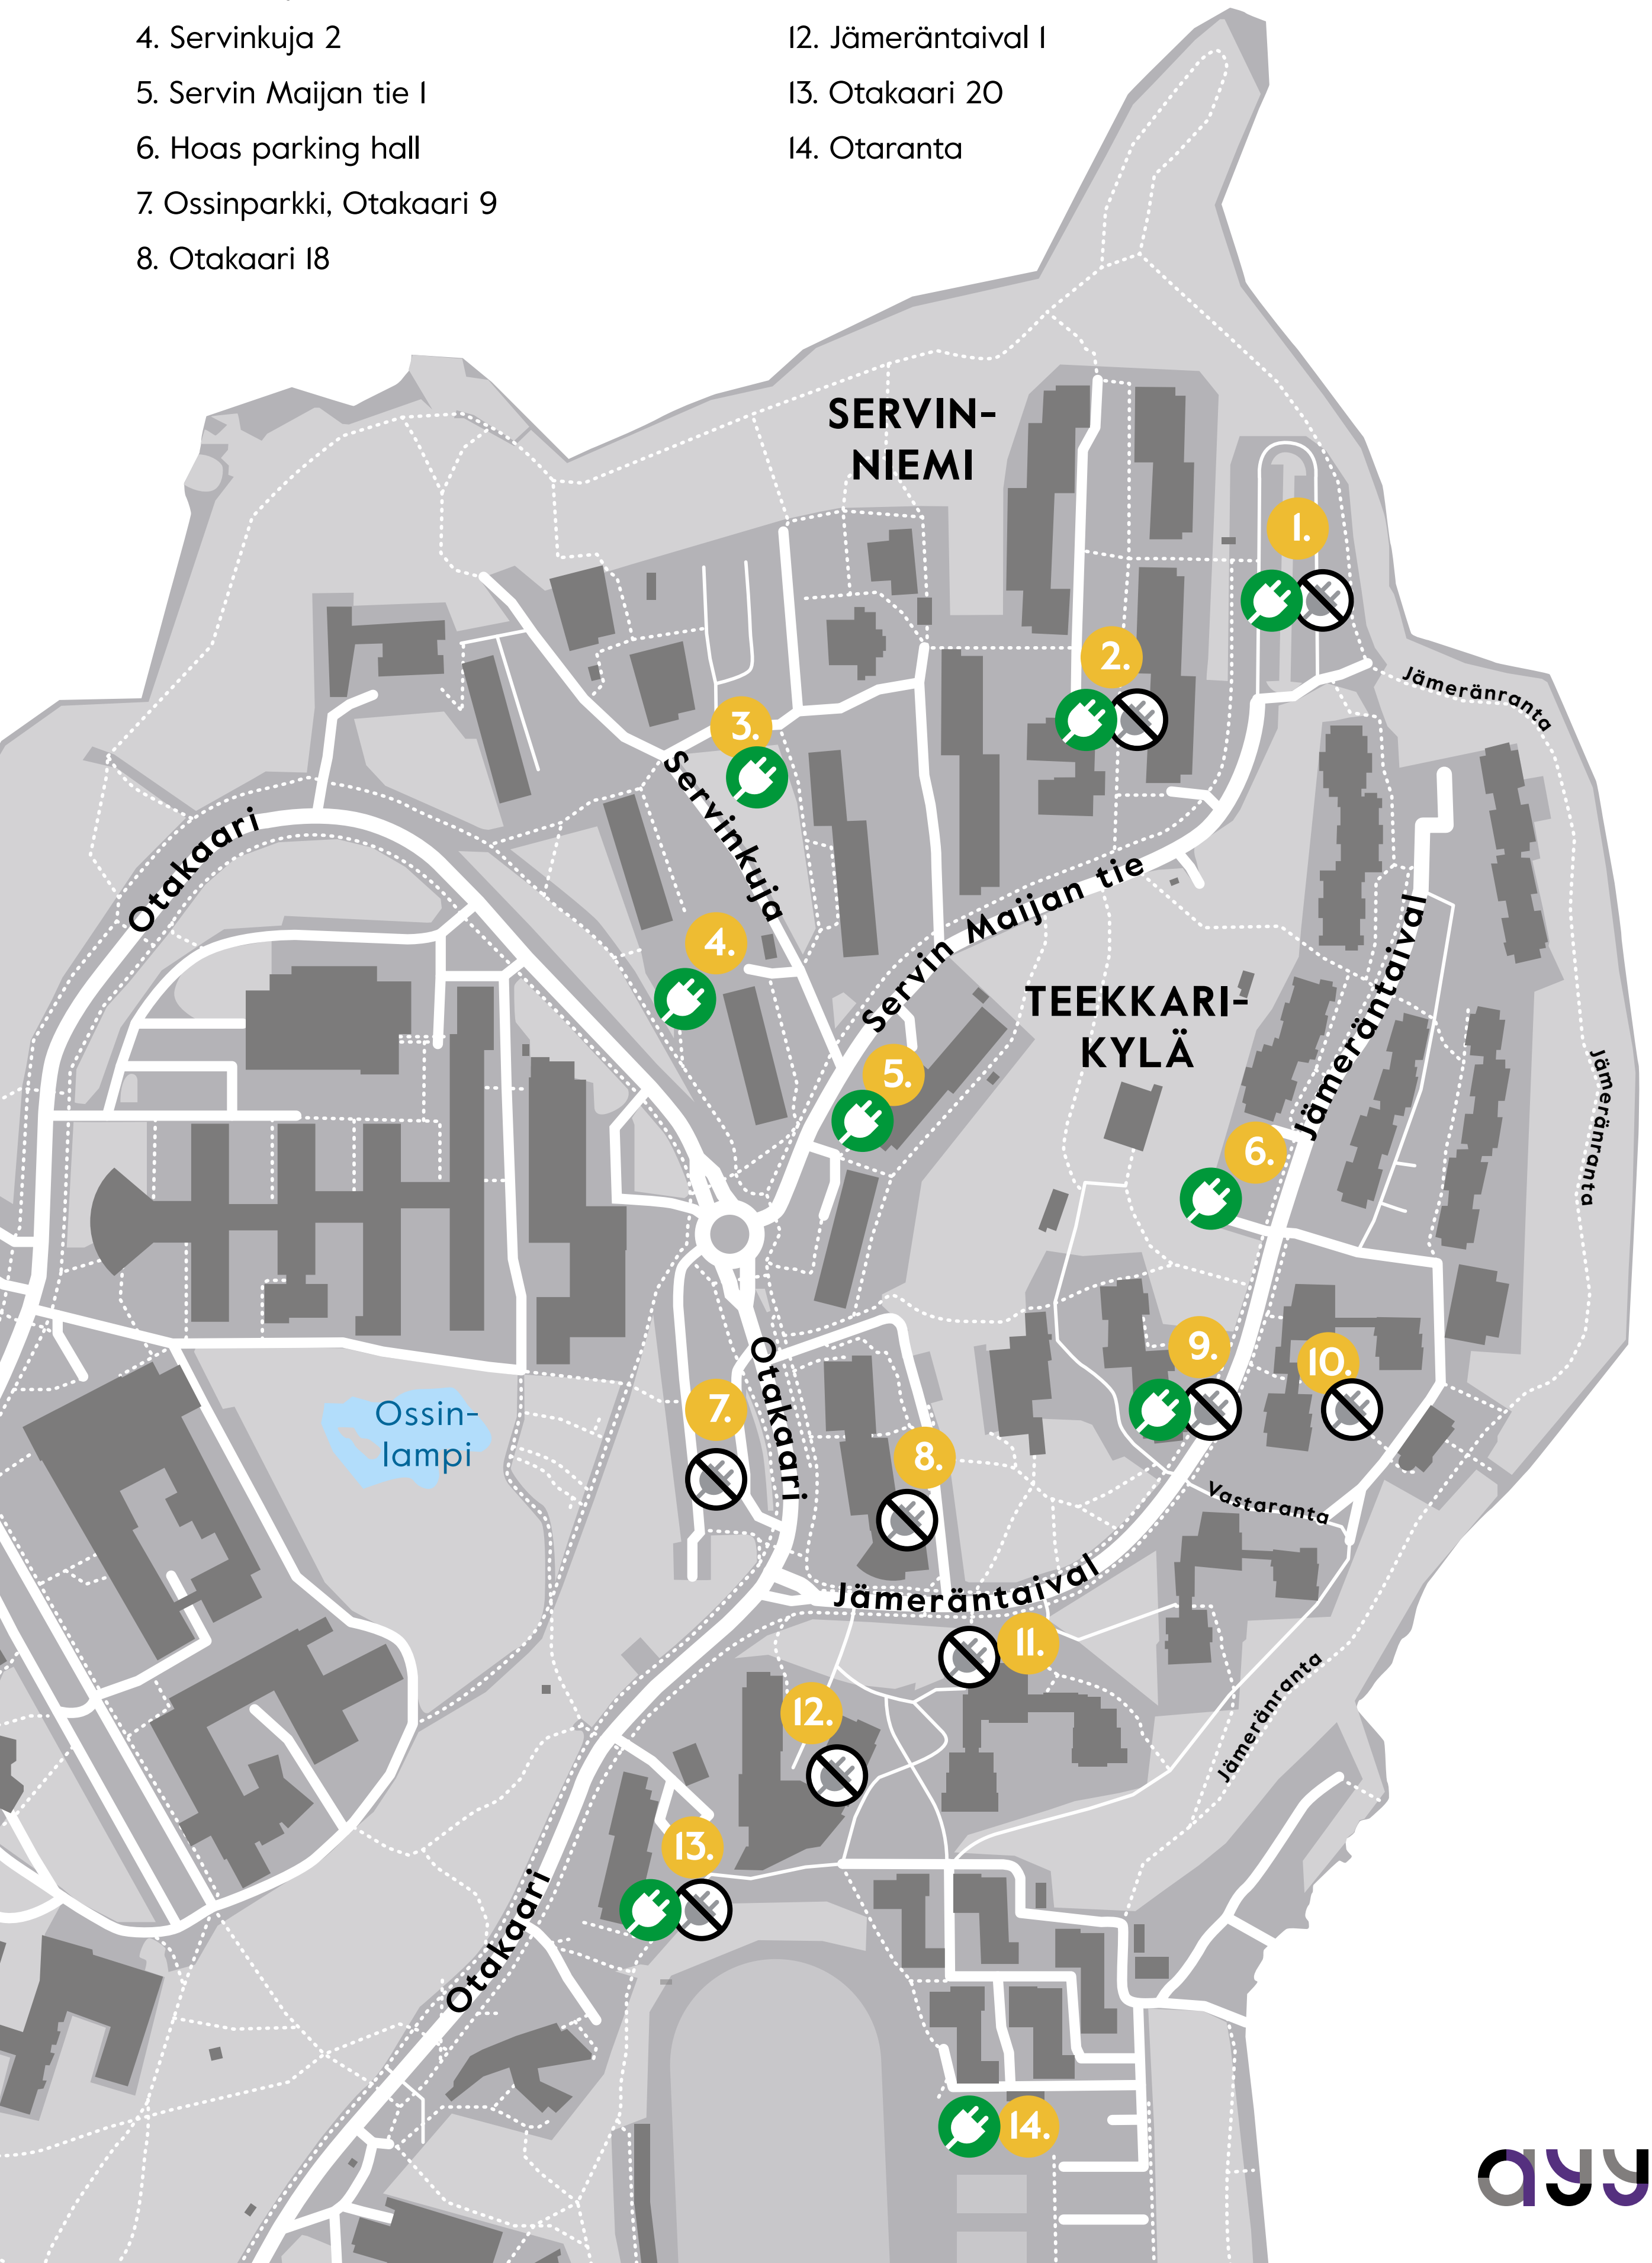 4. Servinkuja 2
5. Servin Maijan tie 1
6. Hoas parking hall
7. Ossinparkki, Otakaari 9
8. Otakaari 18
12. Jämeräntaival 1
13. Otakaari 20
14. Otaranta
SERVIN-
NIEMI
1.
2.
Jämeränranta
3.
Servinkuja
Otakaari
Servin Maijan tie
Jämeräntaival
4.
TEEKKARI-
KYLÄ
5.
Jämeränranta
6.
9.
10.
Otakaari
7.
Ossin-
lampi
8.
Vastaranta
Jämeräntaival
11.
12.
Jämeränranta
13.
Otakaari
14.
ayy